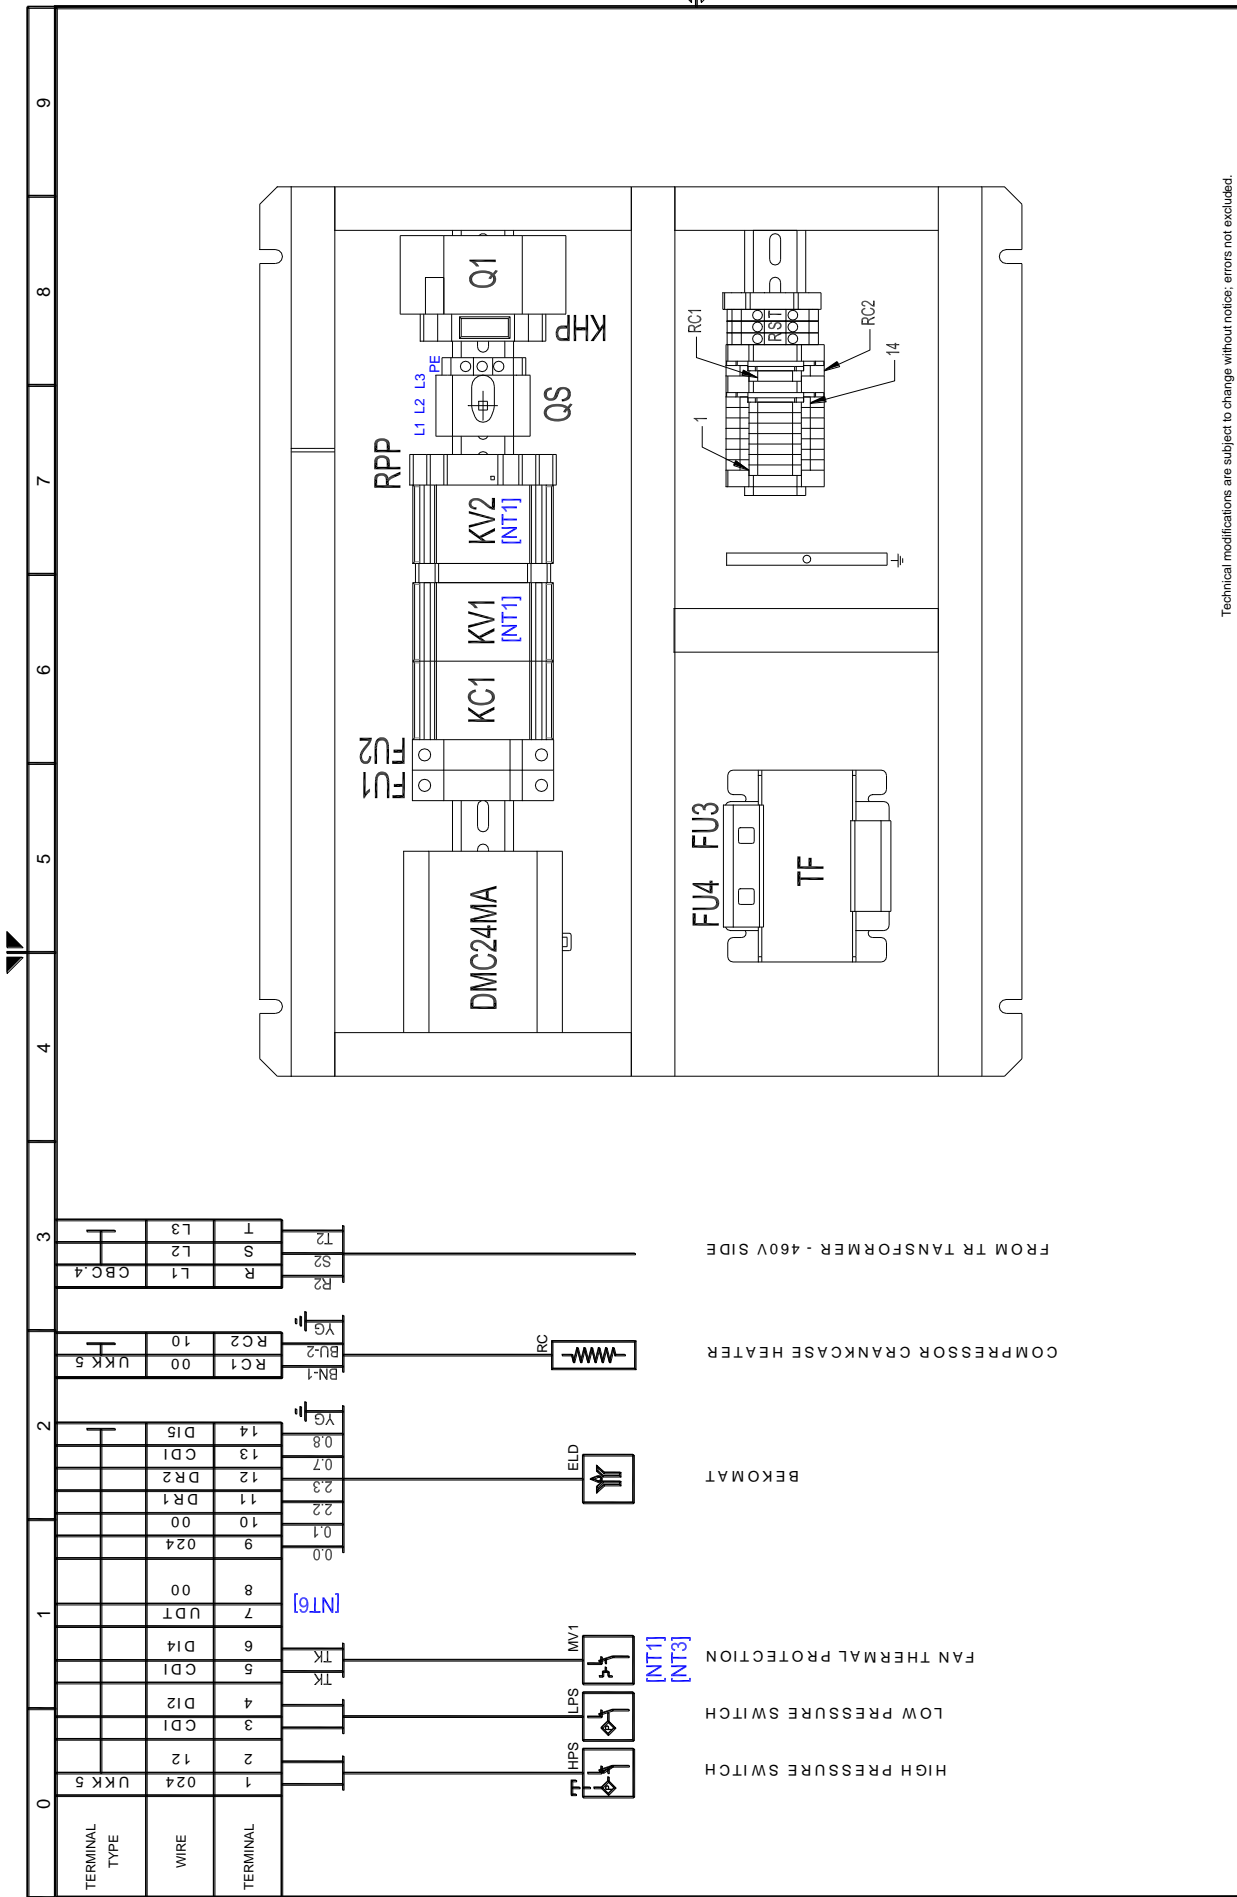 0 1 2 3 4 5 6 7 8 9
TERMINAL TYPE
WIRE
TERMINAL
UKK 5
024 1
12 2
CDI 3
DI2 4
CDI 5
DI4 6
UDT 7
00 8
024 9
00 10
DR1 11
DR2 12
CDI 13
DI5 14
UKK 5
00 RC1
10 RC2
CBC.4
L1 R
L2 S
L3 T
TK
TK
[NT6]
0.0
0.1
2.2
2.3
0.7
0.8
YG
BN-1
BU-2
YG
R2
S2
T2
HPS
LPS
MV1
[NT1]
[NT3]
ELD
RC
HIGH PRESSURE SWITCH
LOW PRESSURE SWITCH
FAN THERMAL PROTECTION
BEKOMAT
COMPRESSOR CRANKCASE HEATER
FROM TR TRANSFORMER - 460V SIDE
DMC24MA
FU1
FU2
KC1
KV1
[NT1]
KV2
[NT1]
RPP
L1 L2 L3 PE
QS
KHP
Q1
FU4 FU3
TF
1
RC1
R S T
RC2
14
Technical modifications are subject to change without notice; errors not excluded.